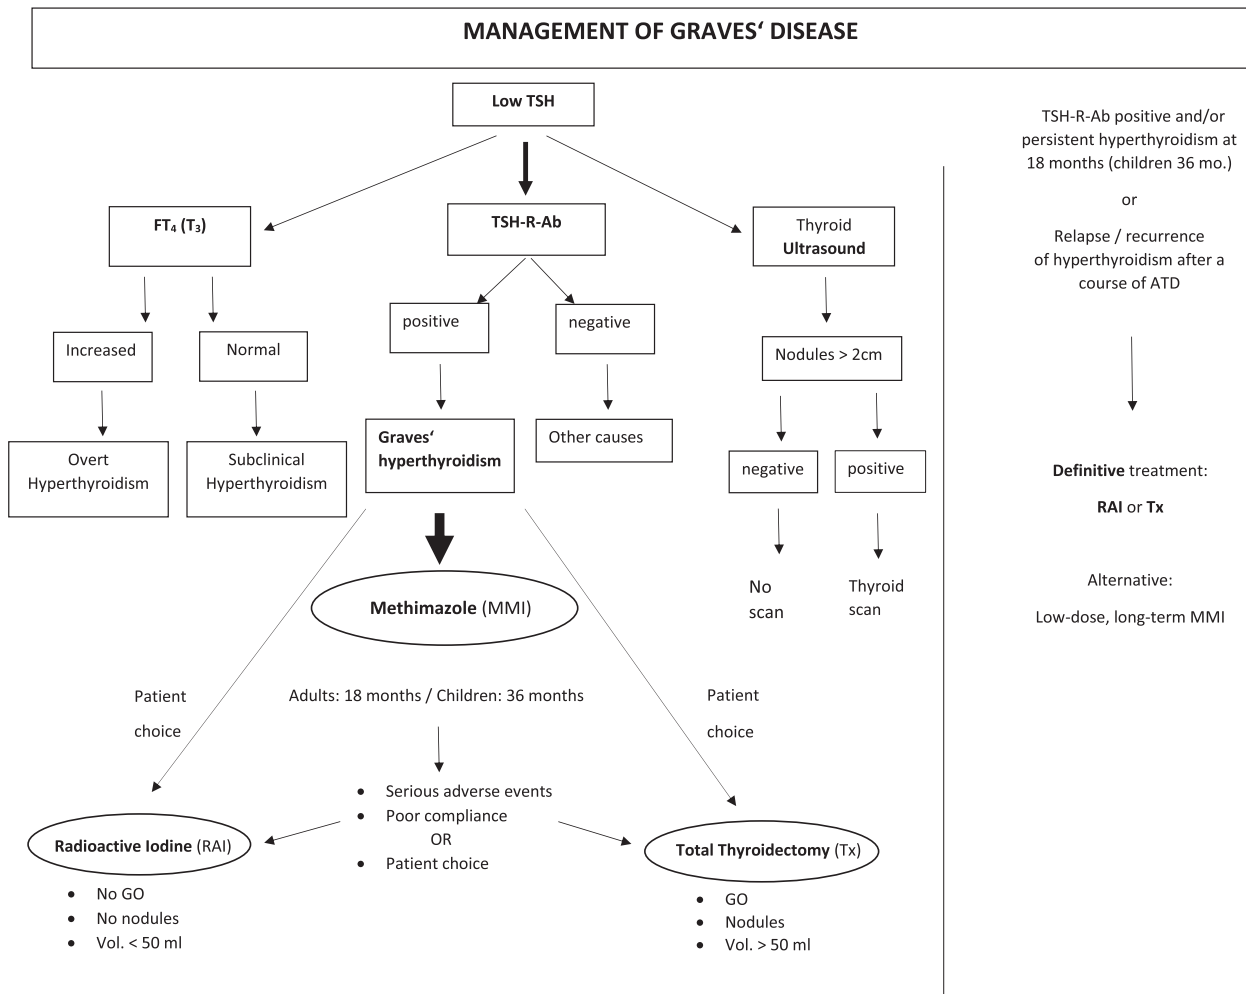 MANAGEMENT OF GRAVES‘ DISEASE
Low TSH
FT₄ (T₃)
TSH-R-Ab
Thyroid
Ultrasound
Increased
Normal
positive
negative
Nodules > 2cm
Overt
Hyperthyroidism
Subclinical
Hyperthyroidism
Graves‘
hyperthyroidism
Other causes
negative
positive
No
scan
Thyroid
scan
Methimazole (MMI)
Patient
choice
Adults: 18 months / Children: 36 months
Patient
choice
• Serious adverse events
• Poor compliance
OR
• Patient choice
Radioactive Iodine (RAI)
• No GO
• No nodules
• Vol. < 50 ml
Total Thyroidectomy (Tx)
• GO
• Nodules
• Vol. > 50 ml
TSH-R-Ab positive and/or
persistent hyperthyroidism at
18 months (children 36 mo.)
or
Relapse / recurrence
of hyperthyroidism after a
course of ATD
Definitive treatment:
RAI or Tx
Alternative:
Low-dose, long-term MMI